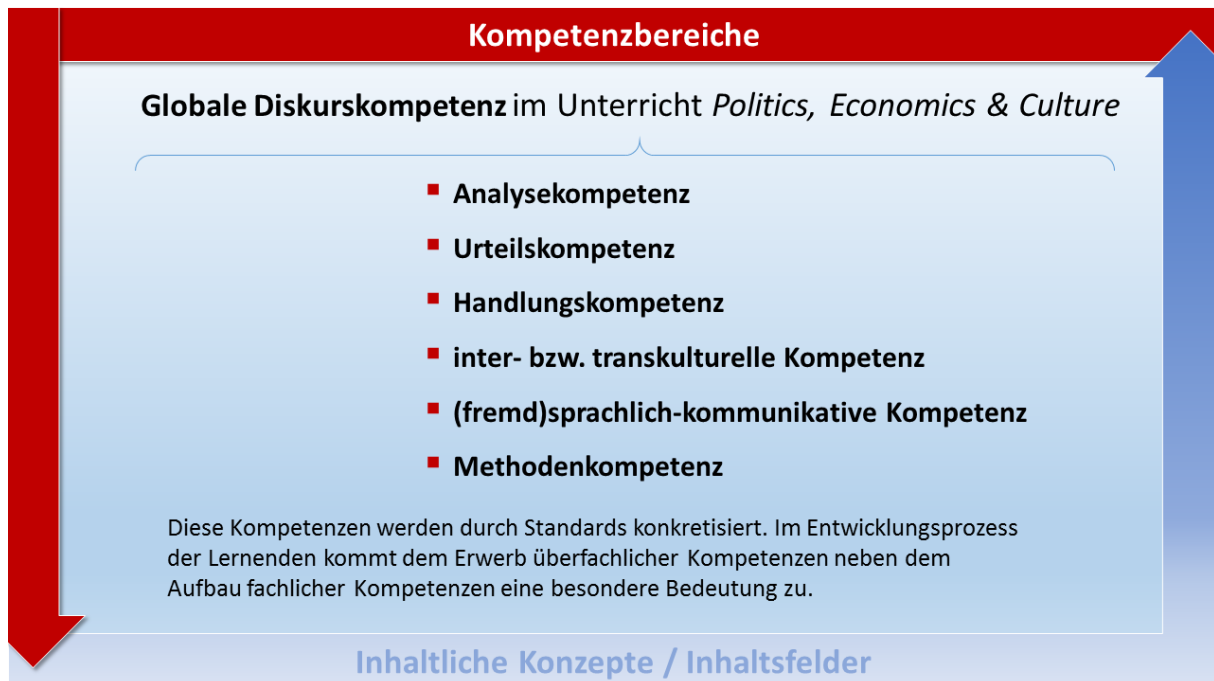 Kompetenzbereiche
Globale Diskurskompetenz im Unterricht Politics, Economics & Culture
▪ Analysekompetenz
▪ Urteilskompetenz
▪ Handlungskompetenz
▪ inter- bzw. transkulturelle Kompetenz
▪ (fremd)sprachlich-kommunikative Kompetenz
▪ Methodenkompetenz
Diese Kompetenzen werden durch Standards konkretisiert. Im Entwicklungsprozess
der Lernenden kommt dem Erwerb überfachlicher Kompetenzen neben dem
Aufbau fachlicher Kompetenzen eine besondere Bedeutung zu.
Inhaltliche Konzepte / Inhaltsfelder